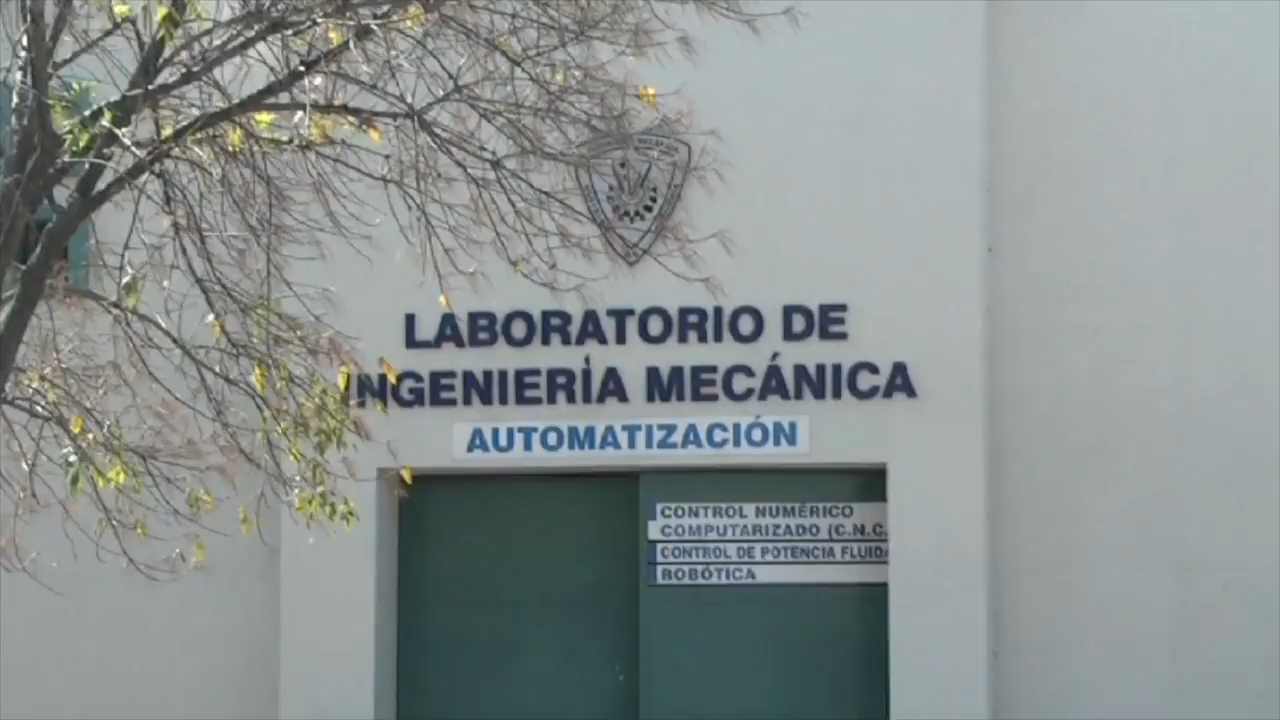 LABORATORIO DE
INGENIERÍA MECÁNICA
AUTOMATIZACIÓN
CONTROL NUMÉRICO
COMPUTARIZADO (C.N.C.
CONTROL DE POTENCIA FLUIDA
ROBÓTICA